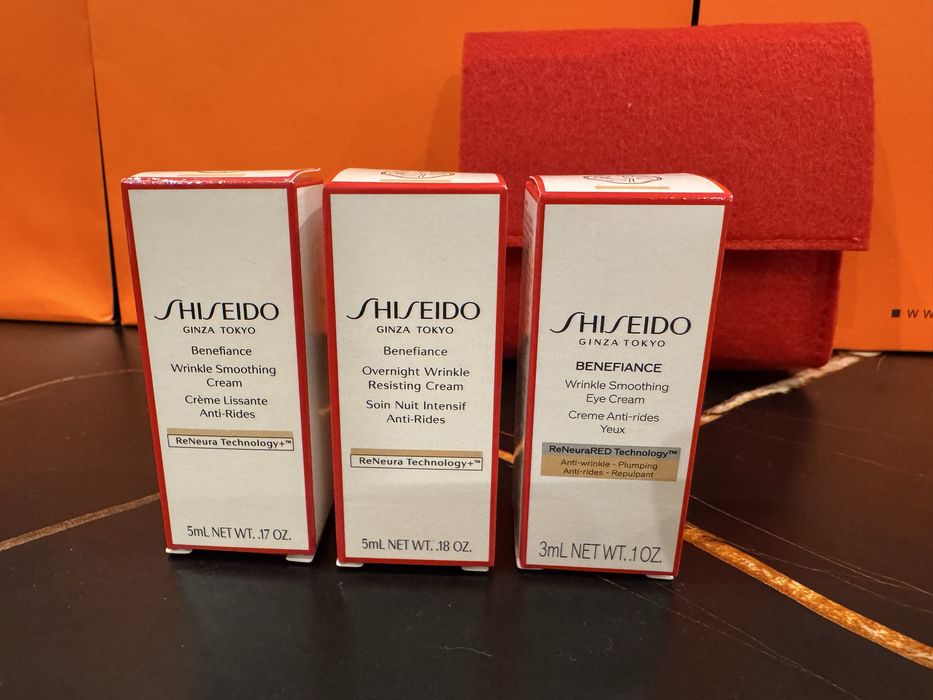 SHISEIDO
GINZA TOKYO
Benefiance
Wrinkle Smoothing
Cream
Crème Lissante
Anti-Rides
ReNeura Technology+™
5mL NET WT. .17 OZ.
SHISEIDO
GINZA TOKYO
Benefiance
Overnight Wrinkle
Resisting Cream
Soin Nuit Intensif
Anti-Rides
ReNeura Technology+™
5mL NET WT. .18 OZ.
SHISEIDO
GINZA TOKYO
BENEFIANCE
Wrinkle Smoothing
Eye Cream
Creme Anti-rides
Yeux
ReNeuraRED Technology™
Anti-wrinkle - Plumping
Anti-rides - Repulpant
3mL NET WT. .1 OZ.